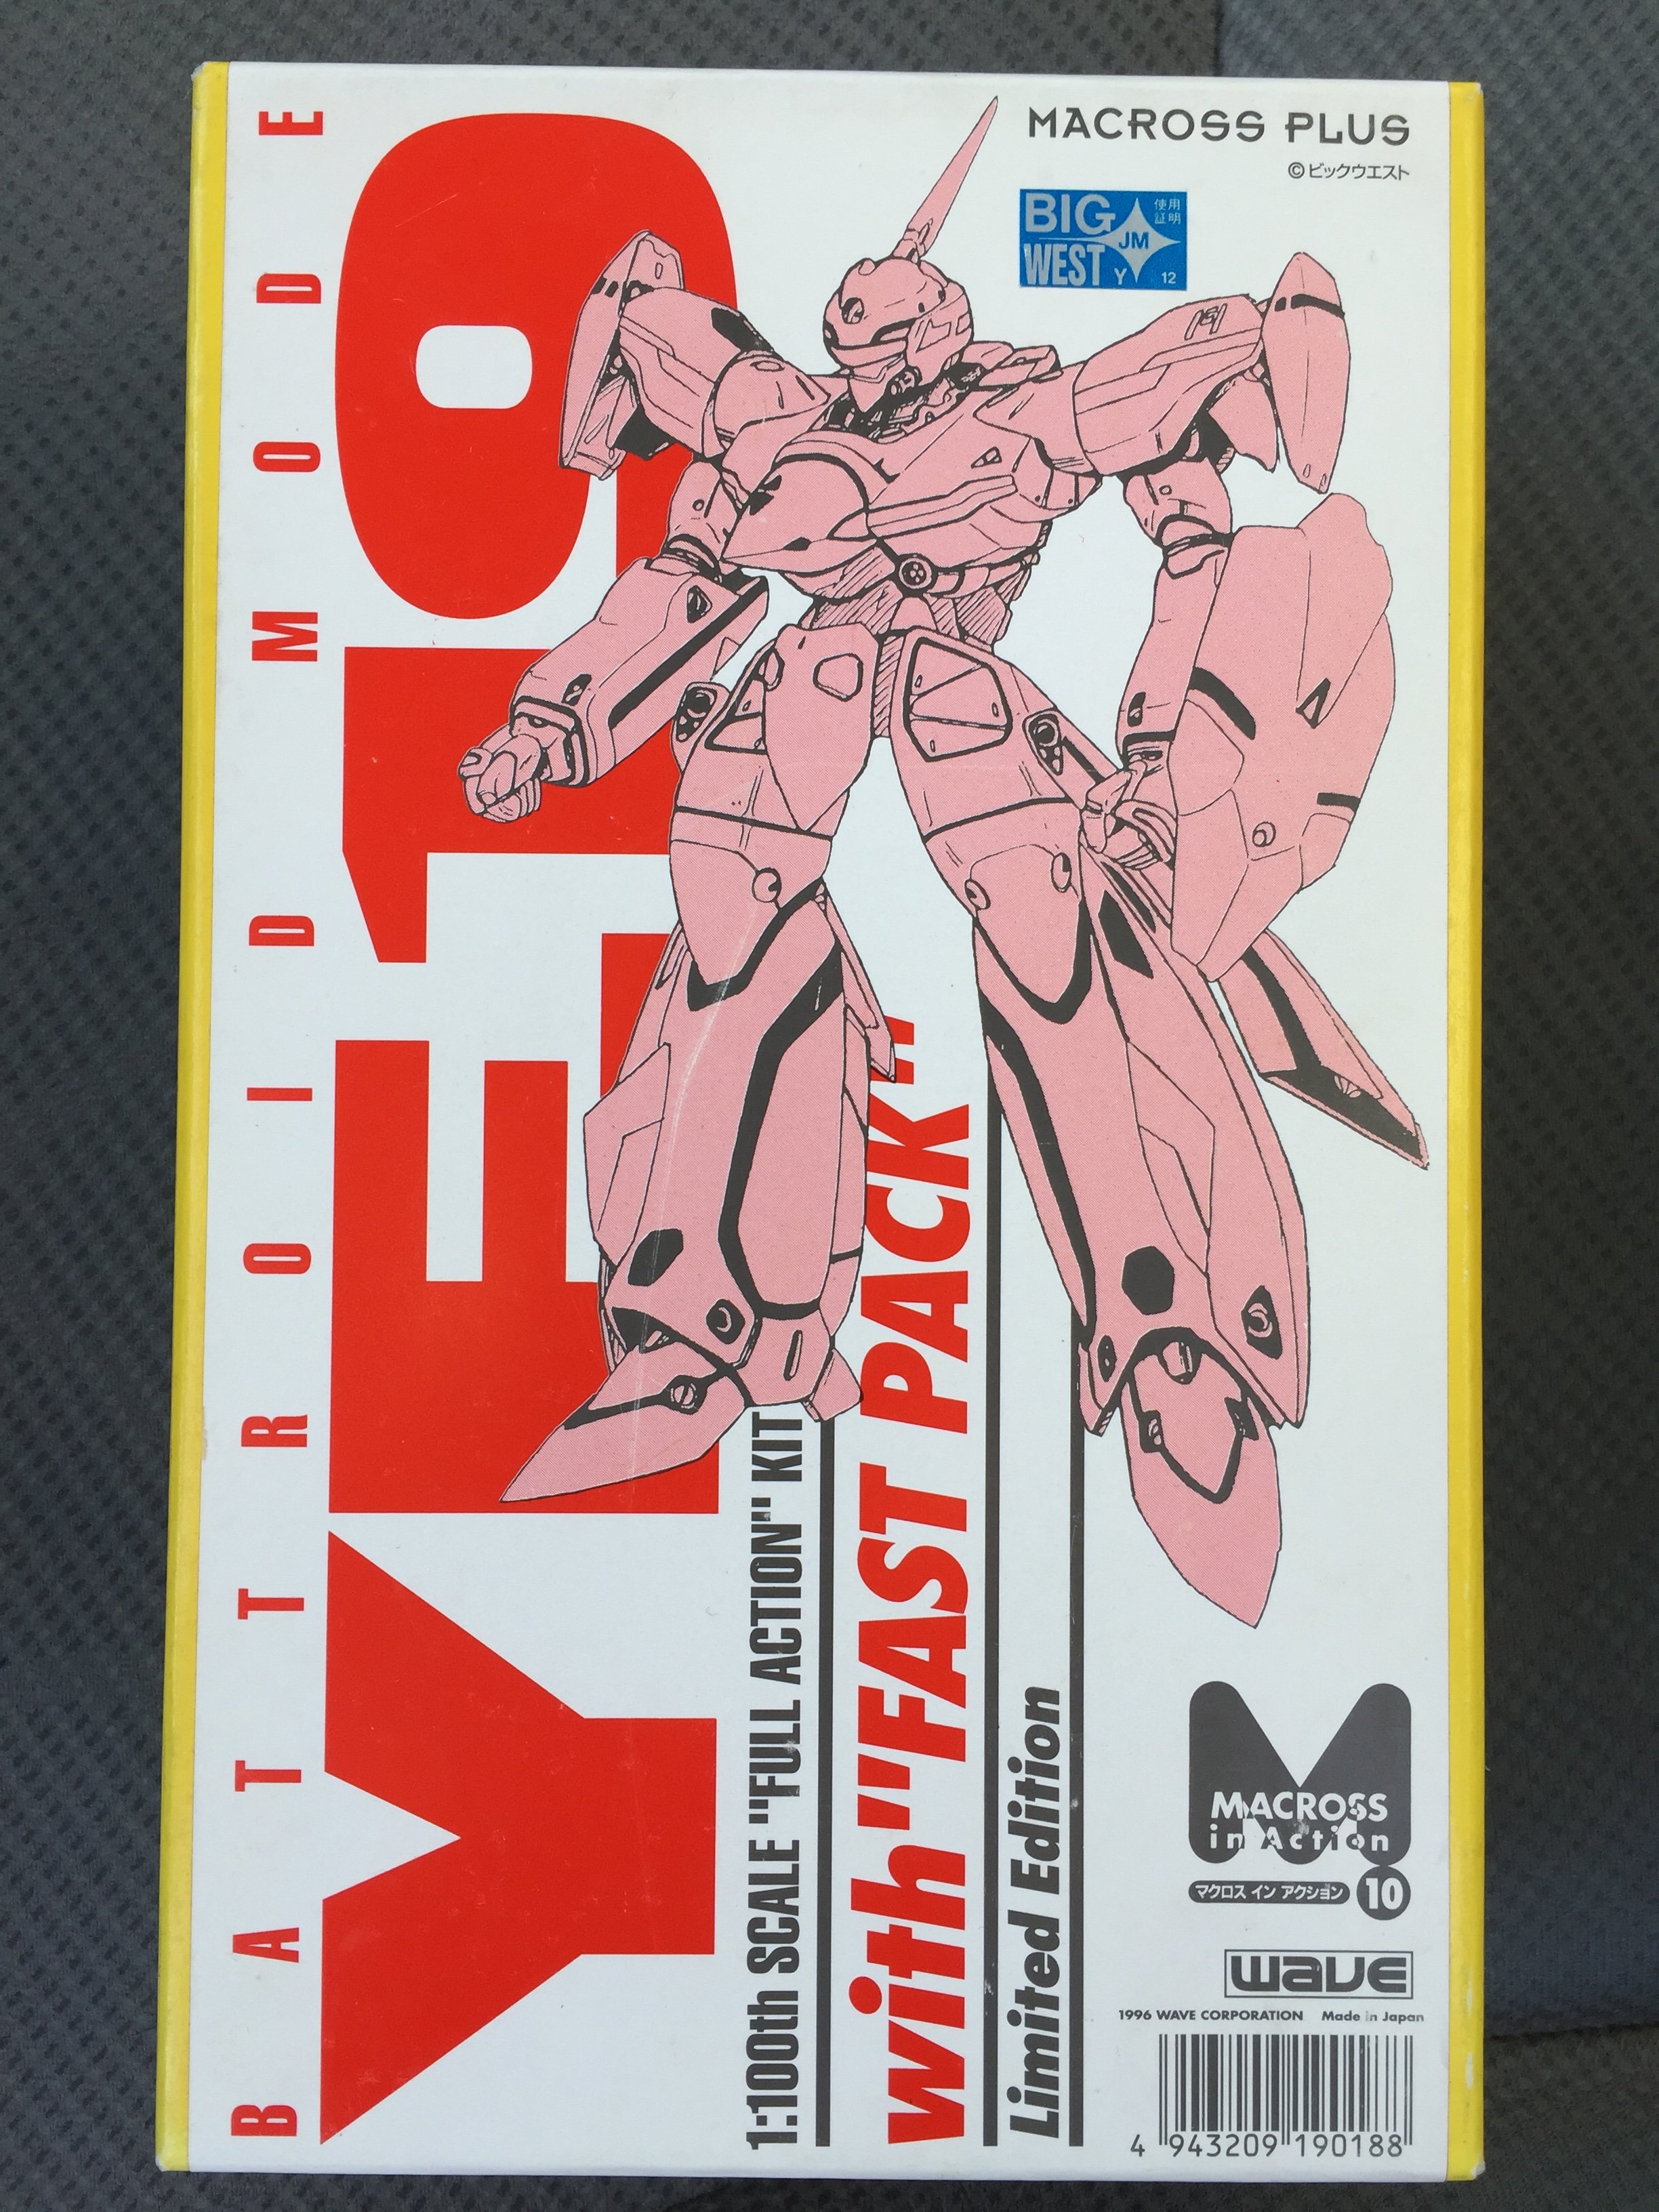 MACROSS PLUS
©ビックウエスト
BIG WEST
使用
証明
JM
Y 12
BATTROID MODE
YF19
1:100th SCALE "FULL ACTION" KIT
with "FAST PACK"
Limited Edition
MACROSS
in Action
マクロス イン アクション 10
WAVE
1996 WAVE CORPORATION Made in Japan
4 943209 190188